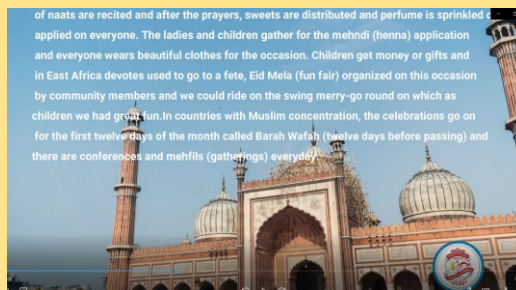 of naats are recited and after the prayers, sweets are distributed and perfume is sprinkled
applied on everyone. The ladies and children gather for the mehndi (henna) application
and everyone wears beautiful clothes for the occasion. Children get money or gifts and
in East Africa devotes used to go to a fete, Eid Mela (fun fair) organized on this occasion
by community members and we could ride on the swing merry-go round on which as
children we had great fun.In countries with Muslim concentration, the celebrations go on
for the first twelve days of the month called Barah Wafah (twelve days before passing) and
there are conferences and mehfils (gatherings) everyday.